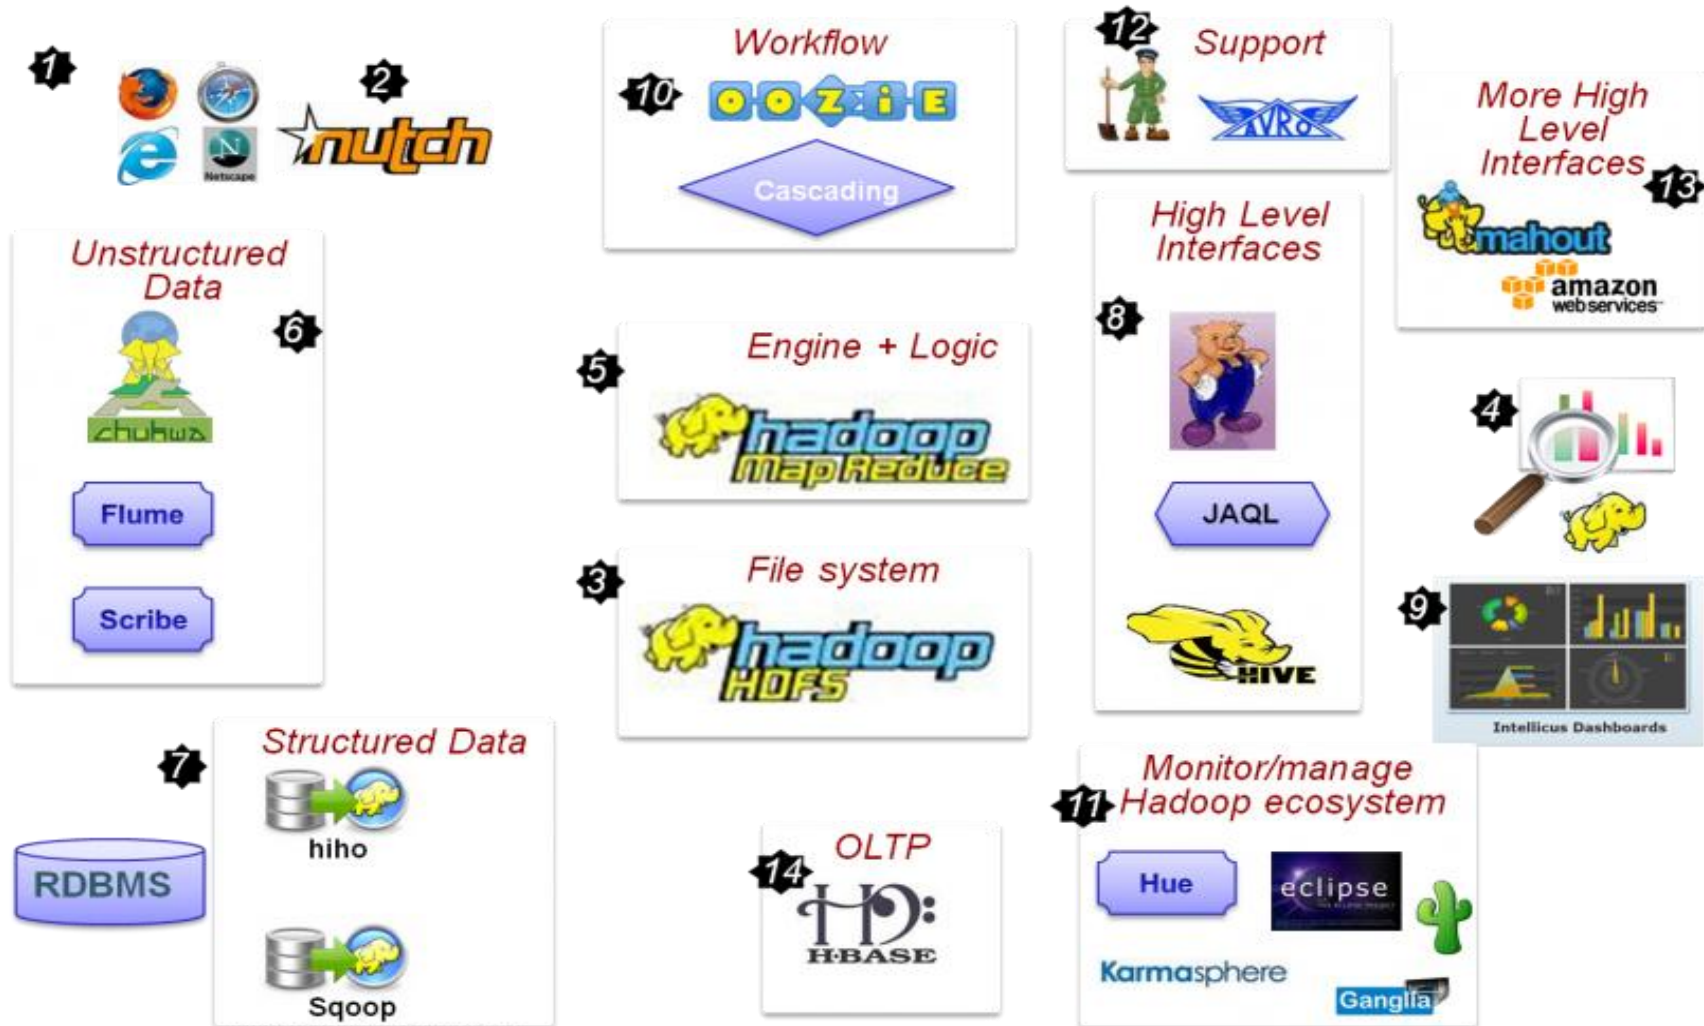 1
Netscape
2
nutch
Workflow
10
OOZiE
Cascading
12
Support
AVRO
More High
Level
Interfaces
13
mahout
amazon
webservices
Unstructured
Data
6
chukwa
Flume
Scribe
Engine + Logic
5
hadoop
Map Reduce
File system
3
hadoop
HDFS
High Level
Interfaces
8
JAQL
HIVE
4
9
Intellicus Dashboards
7
Structured Data
RDBMS
hiho
Sqoop
OLTP
14
H
H·BASE
Monitor/manage
11
Hadoop ecosystem
Hue
eclipse
Karmasphere
Ganglia